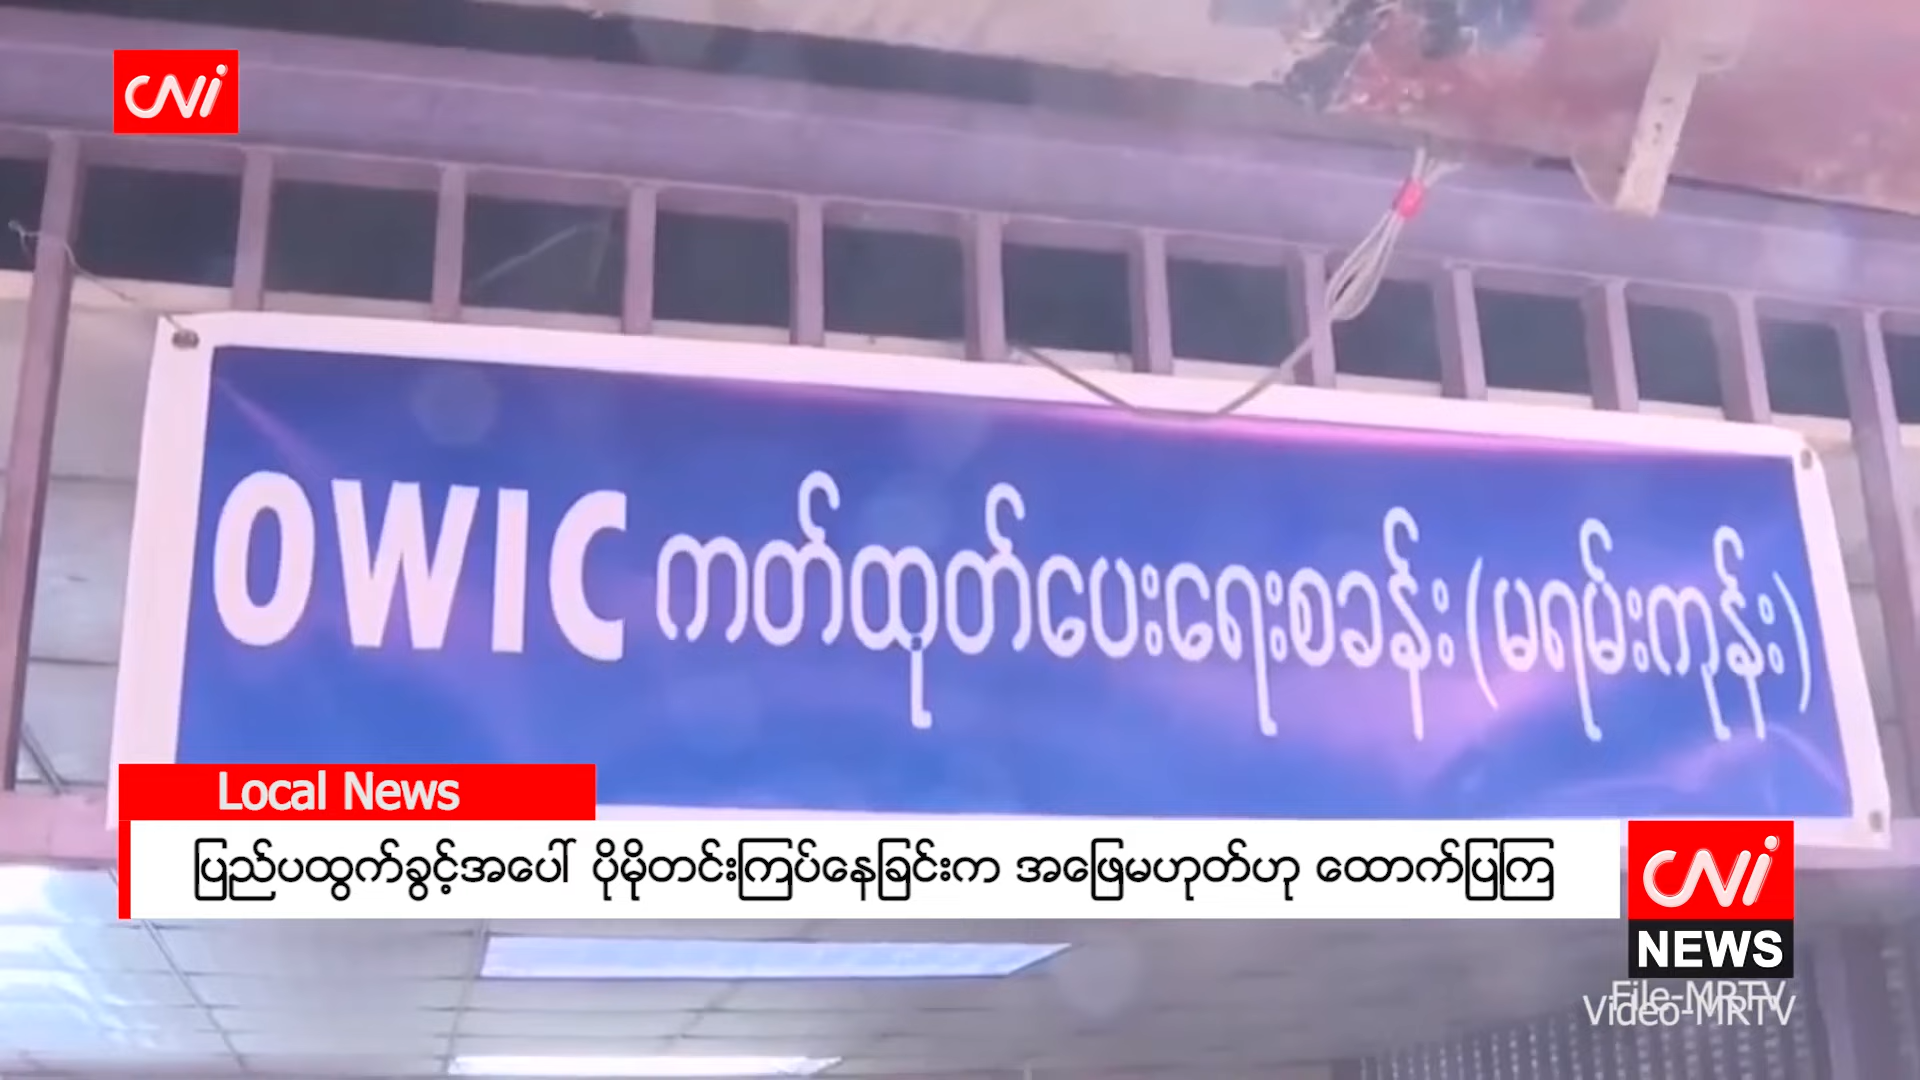 CNi
OWIC ကတ်ထုတ်ပေးရေးစခန်း (မရမ်းကုန်း)
Local News
ပြည်ပထွက်ခွင့်အပေါ် ပိုမိုတင်းကြပ်နေခြင်းက အဖြေမဟုတ်ဟု ထောက်ပြကြ
CNi
NEWS
File-MRTV
Video-MRTV